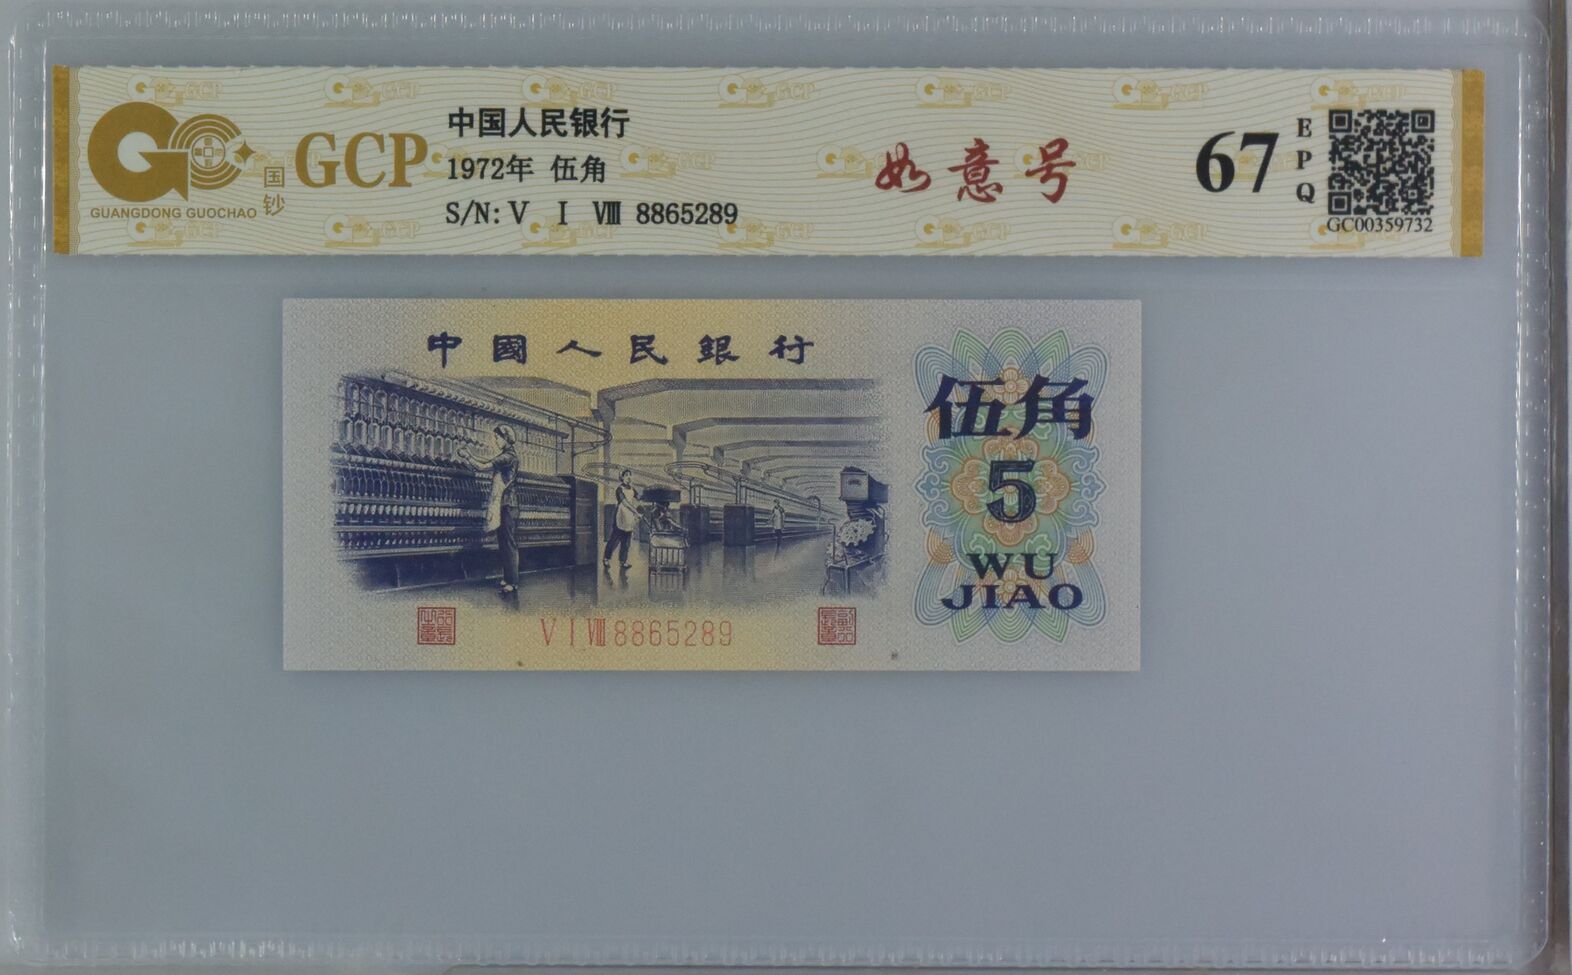 GUANGDONG GUOCHAO
国钞
GCP
中国人民银行
1972年 伍角
S/N: V I VIII 8865289
如意号
67
EPQ
GC00359732
中國人民銀行
伍角
5
WU
JIAO
V I VIII 8865289